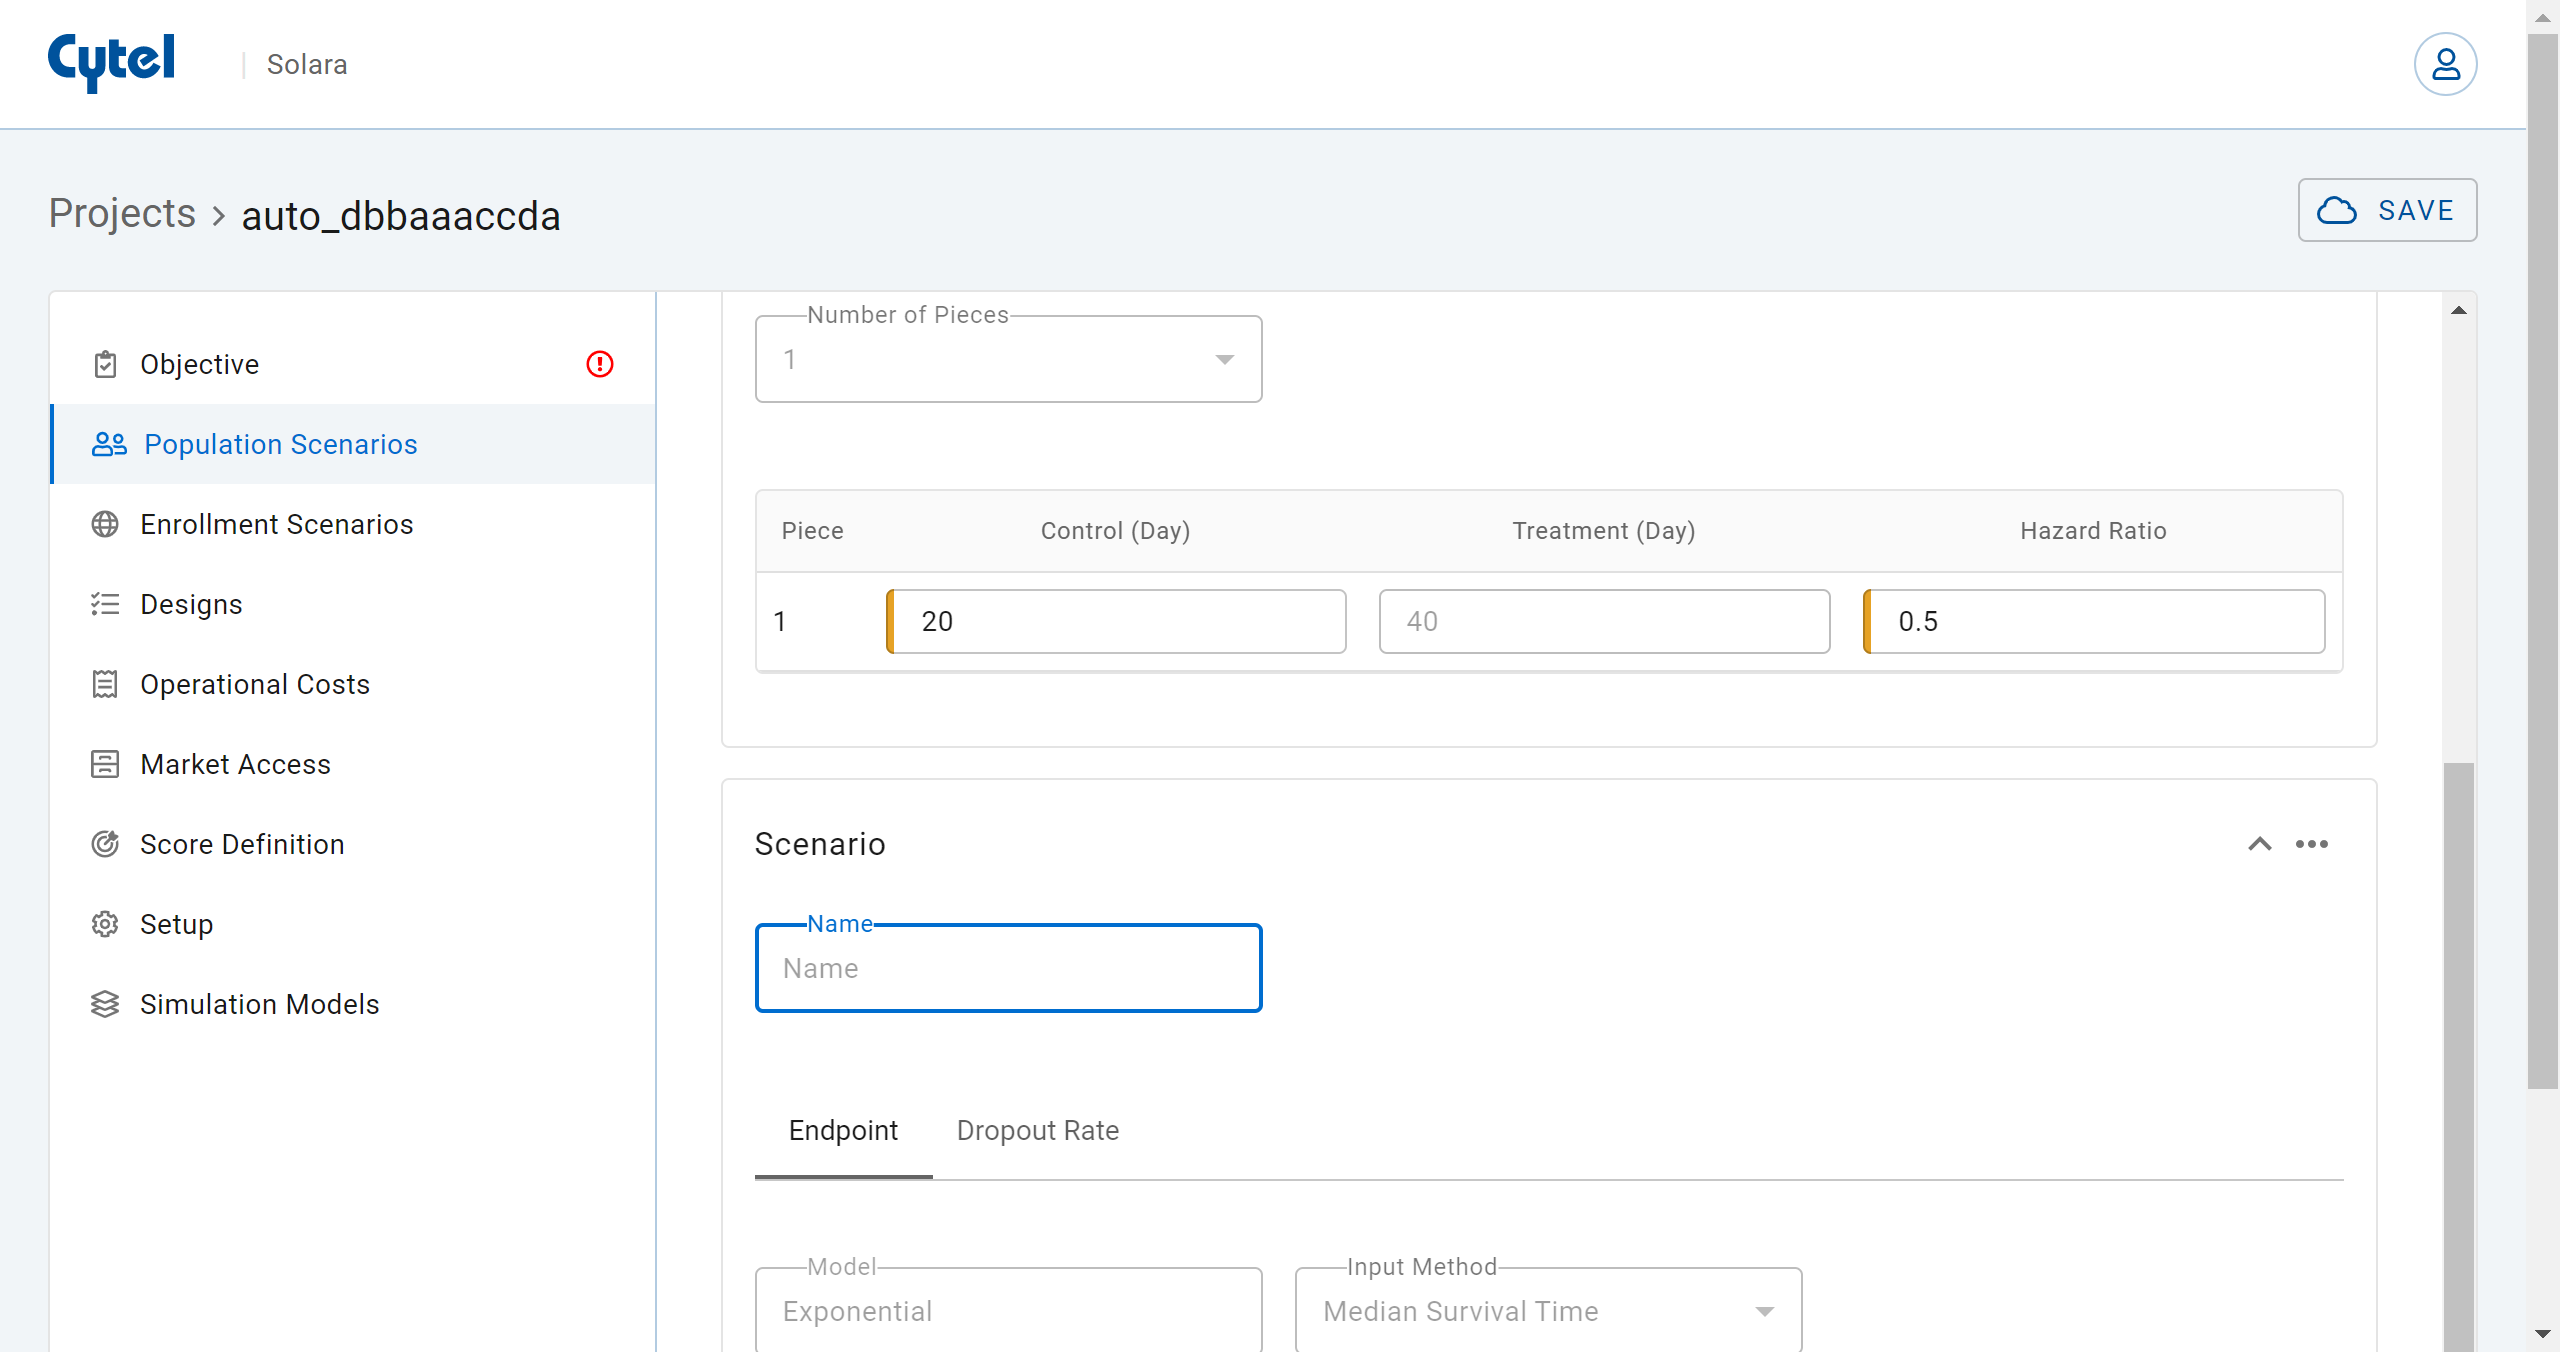 Cytel | Solara
Projects > auto_dbbaaaccda
SAVE
Objective
Population Scenarios
Enrollment Scenarios
Designs
Operational Costs
Market Access
Score Definition
Setup
Simulation Models
Number of Pieces
1
Piece Control (Day) Treatment (Day) Hazard Ratio
1 20 40 0.5
Scenario
Name
Name
Endpoint Dropout Rate
Model Input Method
Exponential Median Survival Time